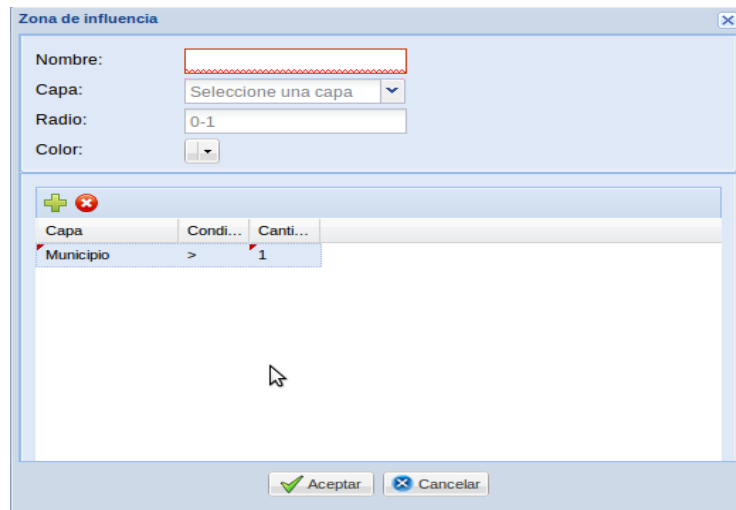 Zona de influencia
Nombre:
Capa: Seleccione una capa
Radio: 0-1
Color:
Capa Condi... Canti...
Municipio > 1
Aceptar Cancelar